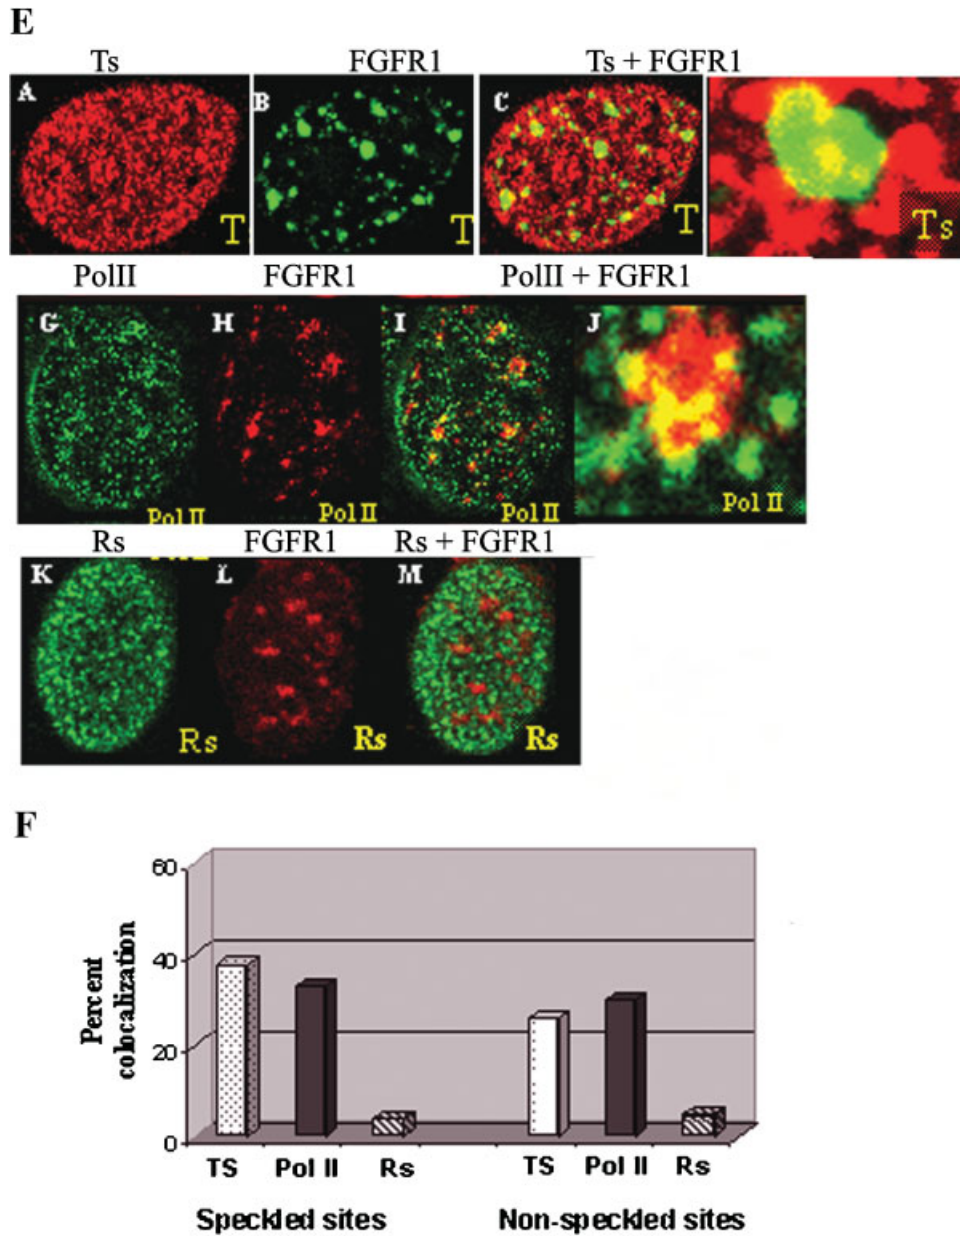 E
Ts FGFR1 Ts + FGFR1
A B C
T T T Ts
PolII FGFR1 PolII + FGFR1
G H I J
Pol II Pol II Pol II Pol II
Rs FGFR1 Rs + FGFR1
K L M
Rs Rs Rs
F
60
40
20
0
Percent
colocalization
TS Pol II Rs TS Pol II Rs
Speckled sites Non-speckled sites